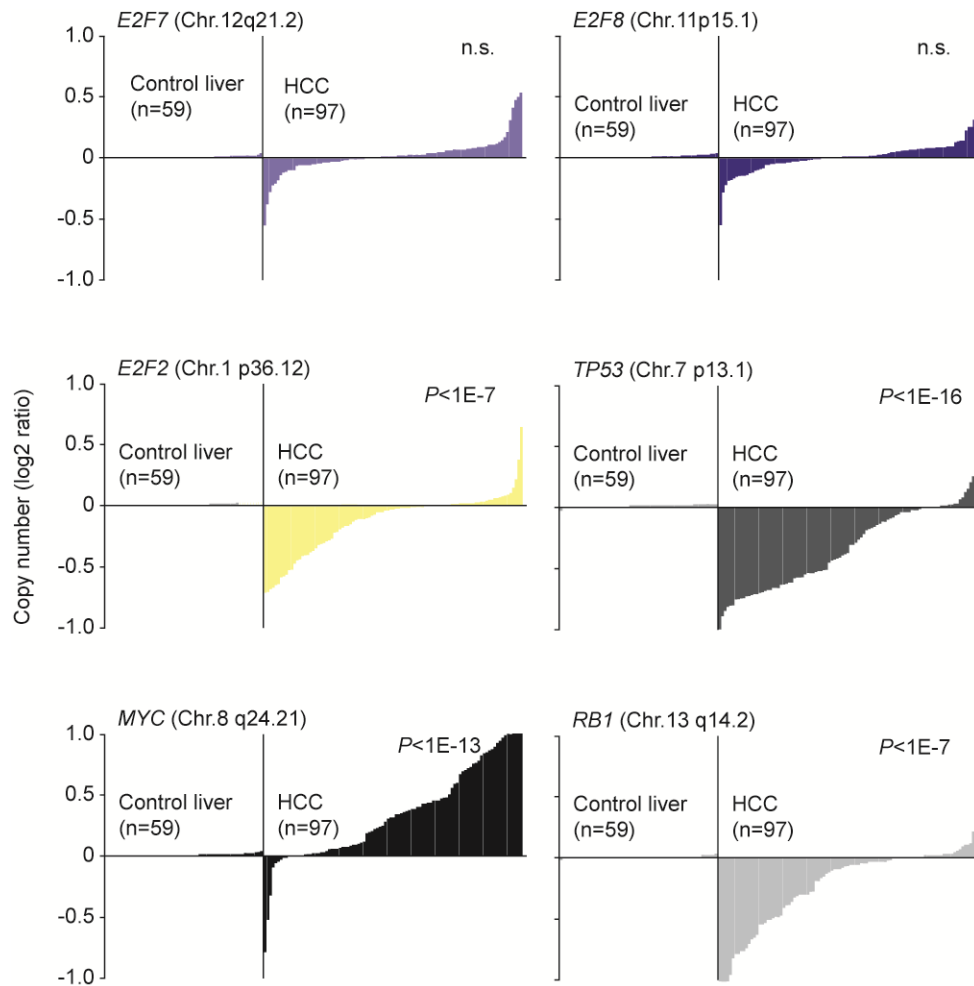 E2F7 (Chr.12q21.2)
1.0
n.s.
Control liver
(n=59)
HCC
(n=97)
0.5
0
-0.5
-1.0
E2F8 (Chr.11p15.1)
n.s.
Control liver
(n=59)
HCC
(n=97)
Copy number (log2 ratio)
E2F2 (Chr.1 p36.12)
1.0
P<1E-7
0.5
Control liver
(n=59)
HCC
(n=97)
0
-0.5
-1.0
TP53 (Chr.7 p13.1)
P<1E-16
Control liver
(n=59)
HCC
(n=97)
MYC (Chr.8 q24.21)
1.0
P<1E-13
Control liver
(n=59)
HCC
(n=97)
0.5
0
-0.5
-1.0
RB1 (Chr.13 q14.2)
P<1E-7
Control liver
(n=59)
HCC
(n=97)